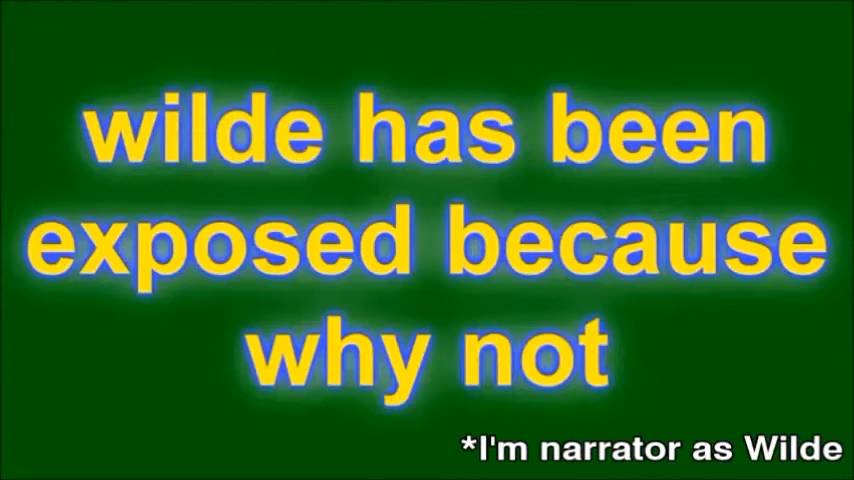 wilde has been
exposed because
why not
*I'm narrator as Wilde